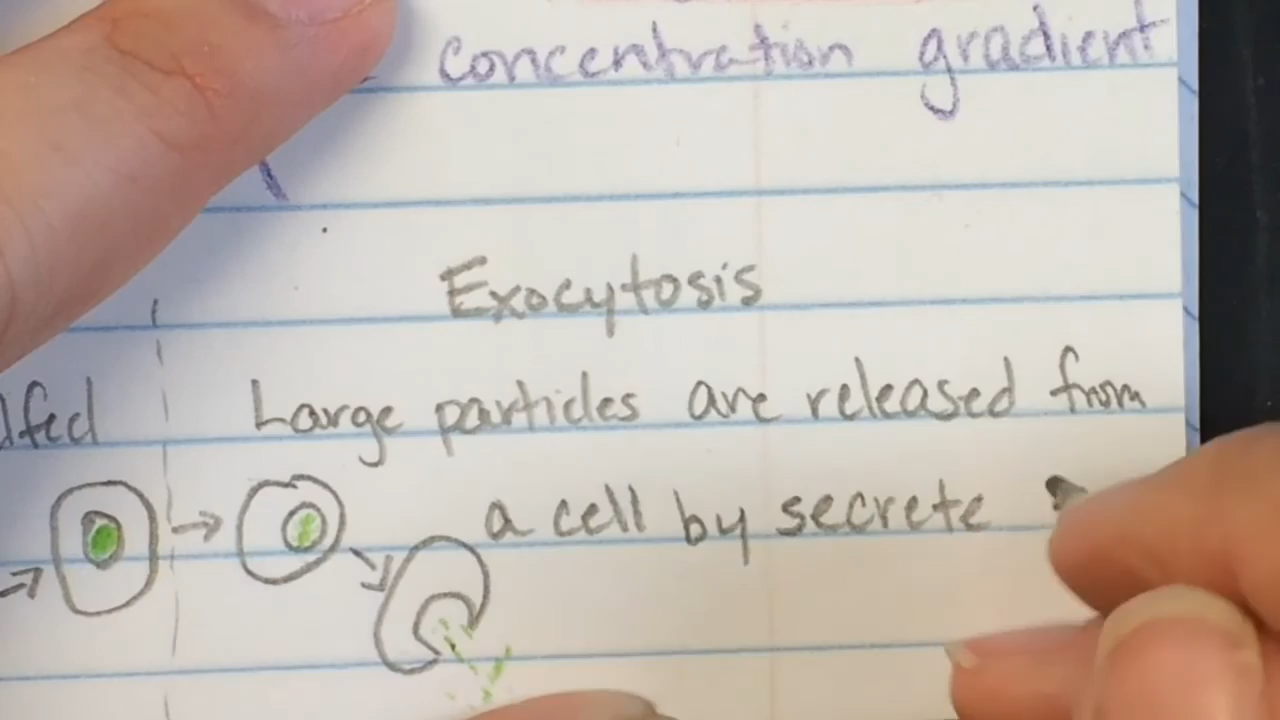 concentration gradient
Exocytosis
Large particles are released from
a cell by secrete